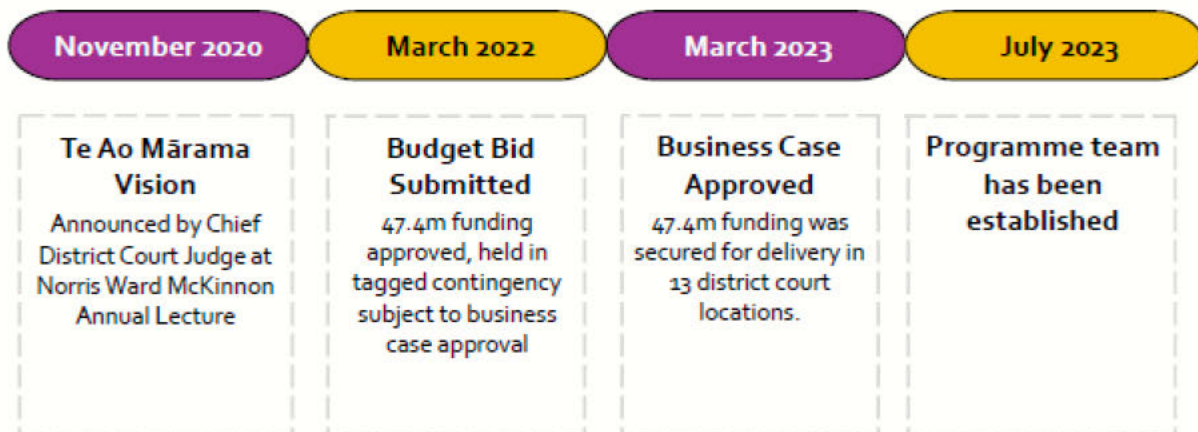 November 2020
March 2022
March 2023
July 2023
Te Ao Mārama
Vision
Announced by Chief
District Court Judge at
Norris Ward McKinnon
Annual Lecture
Budget Bid
Submitted
47.4m funding
approved, held in
tagged contingency
subject to business
case approval
Business Case
Approved
47.4m funding was
secured for delivery in
13 district court
locations.
Programme team
has been
established